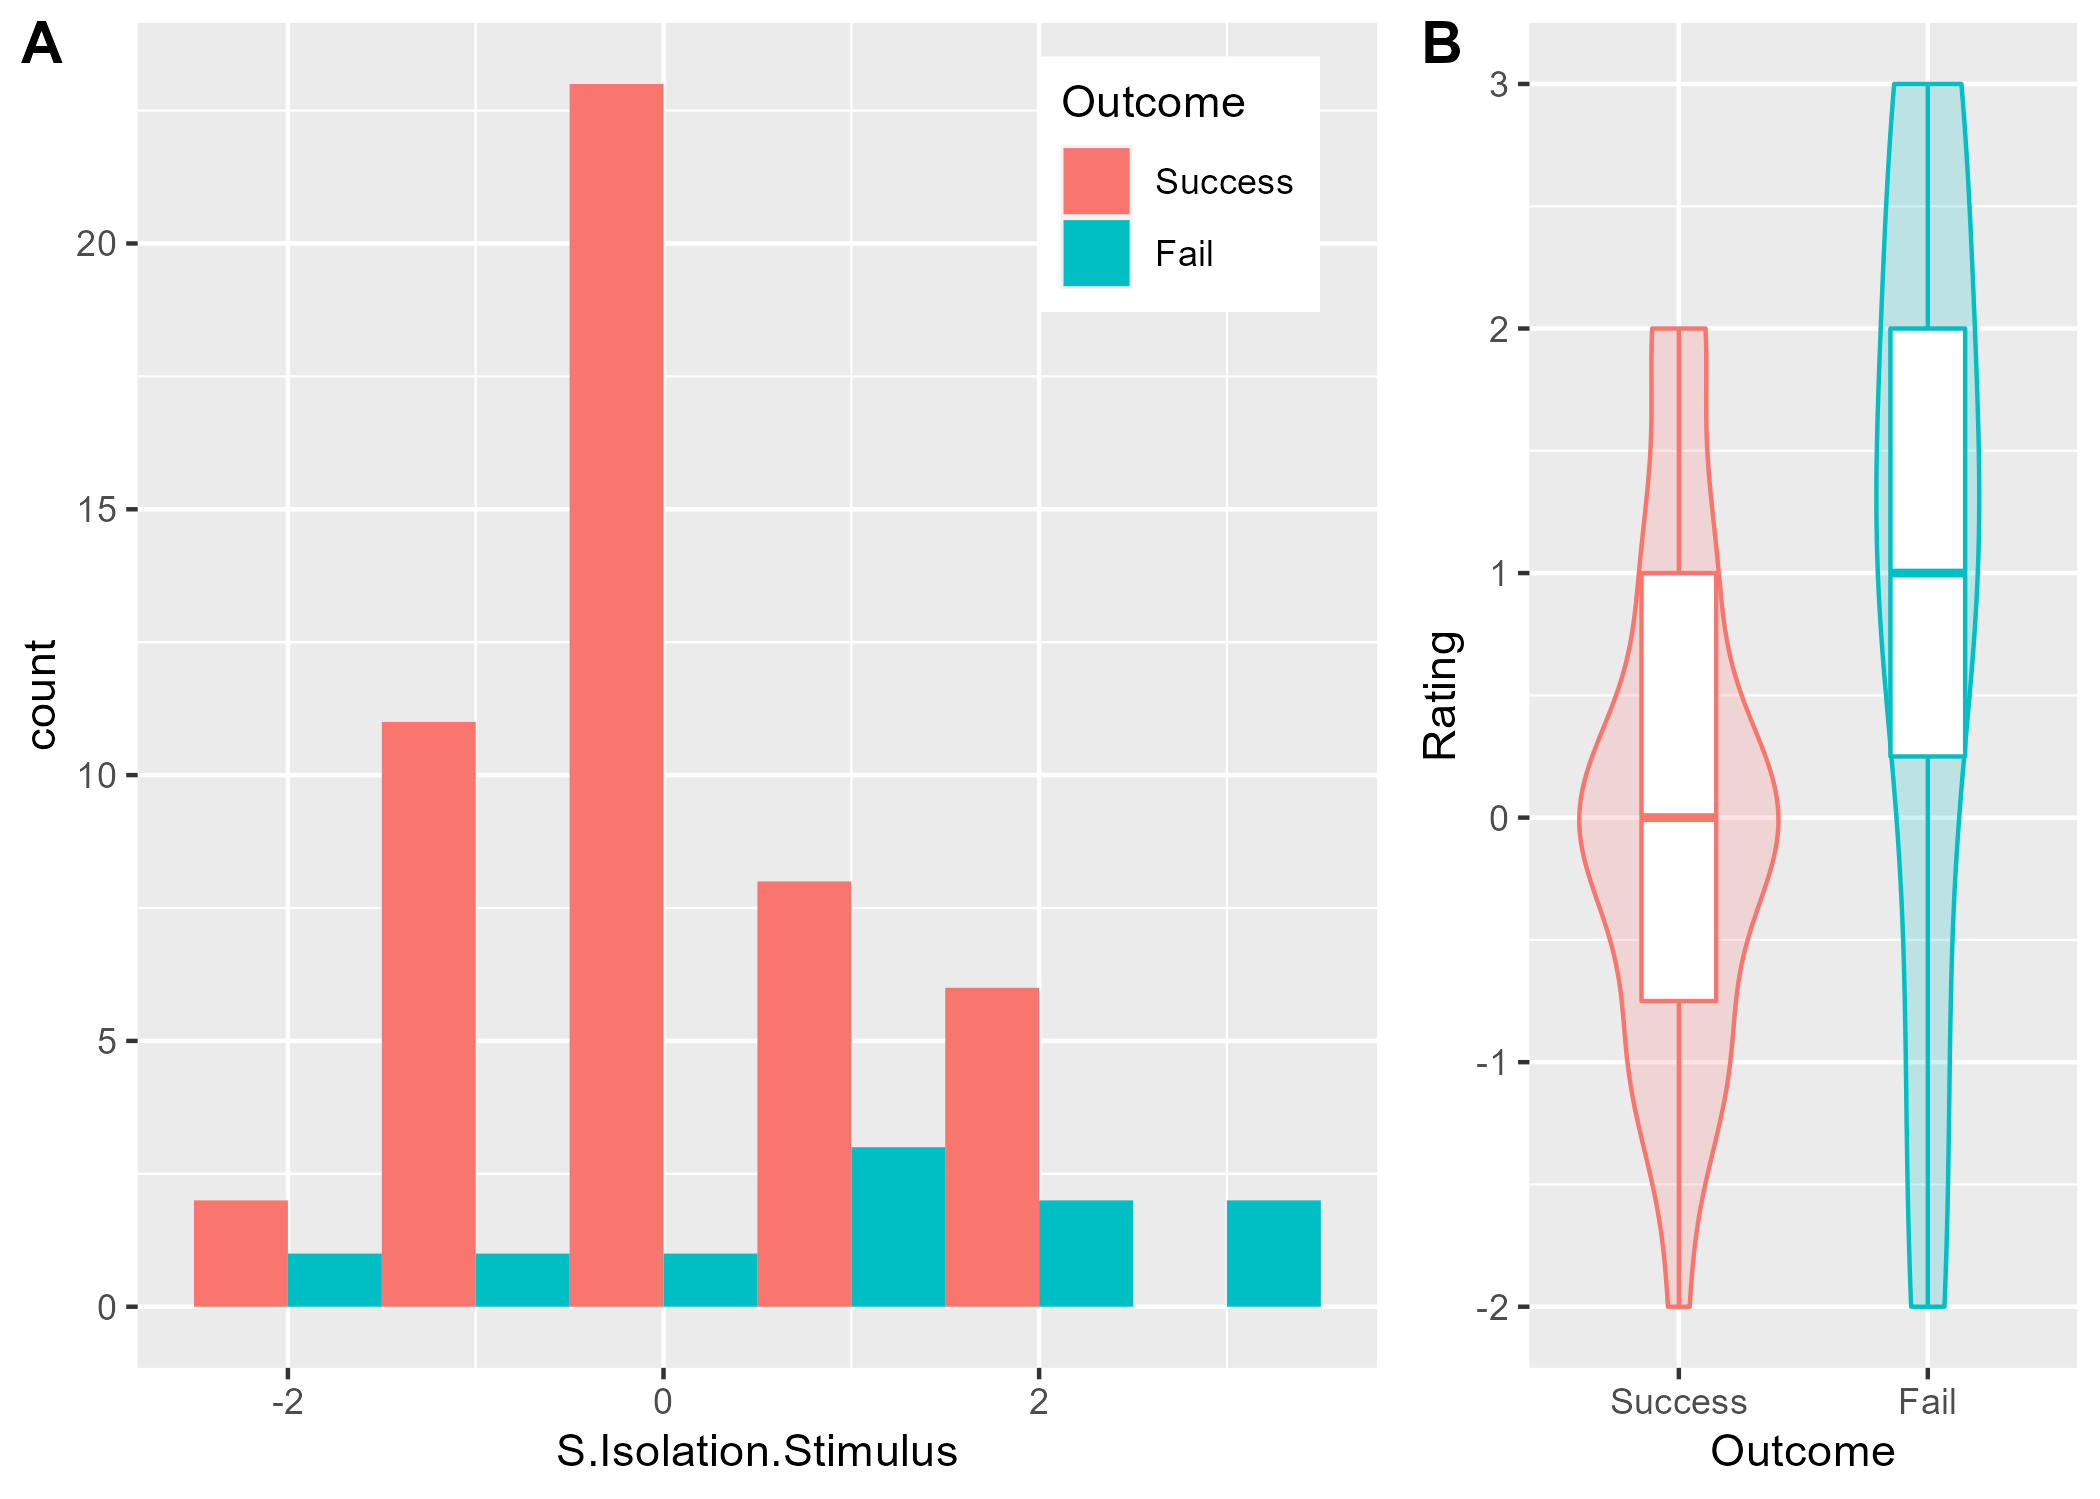 A
Outcome
Success
Fail
20
15
10
5
0
count
-2
0
2
S.Isolation.Stimulus
B
3
2
1
0
-1
-2
Rating
Success
Fail
Outcome